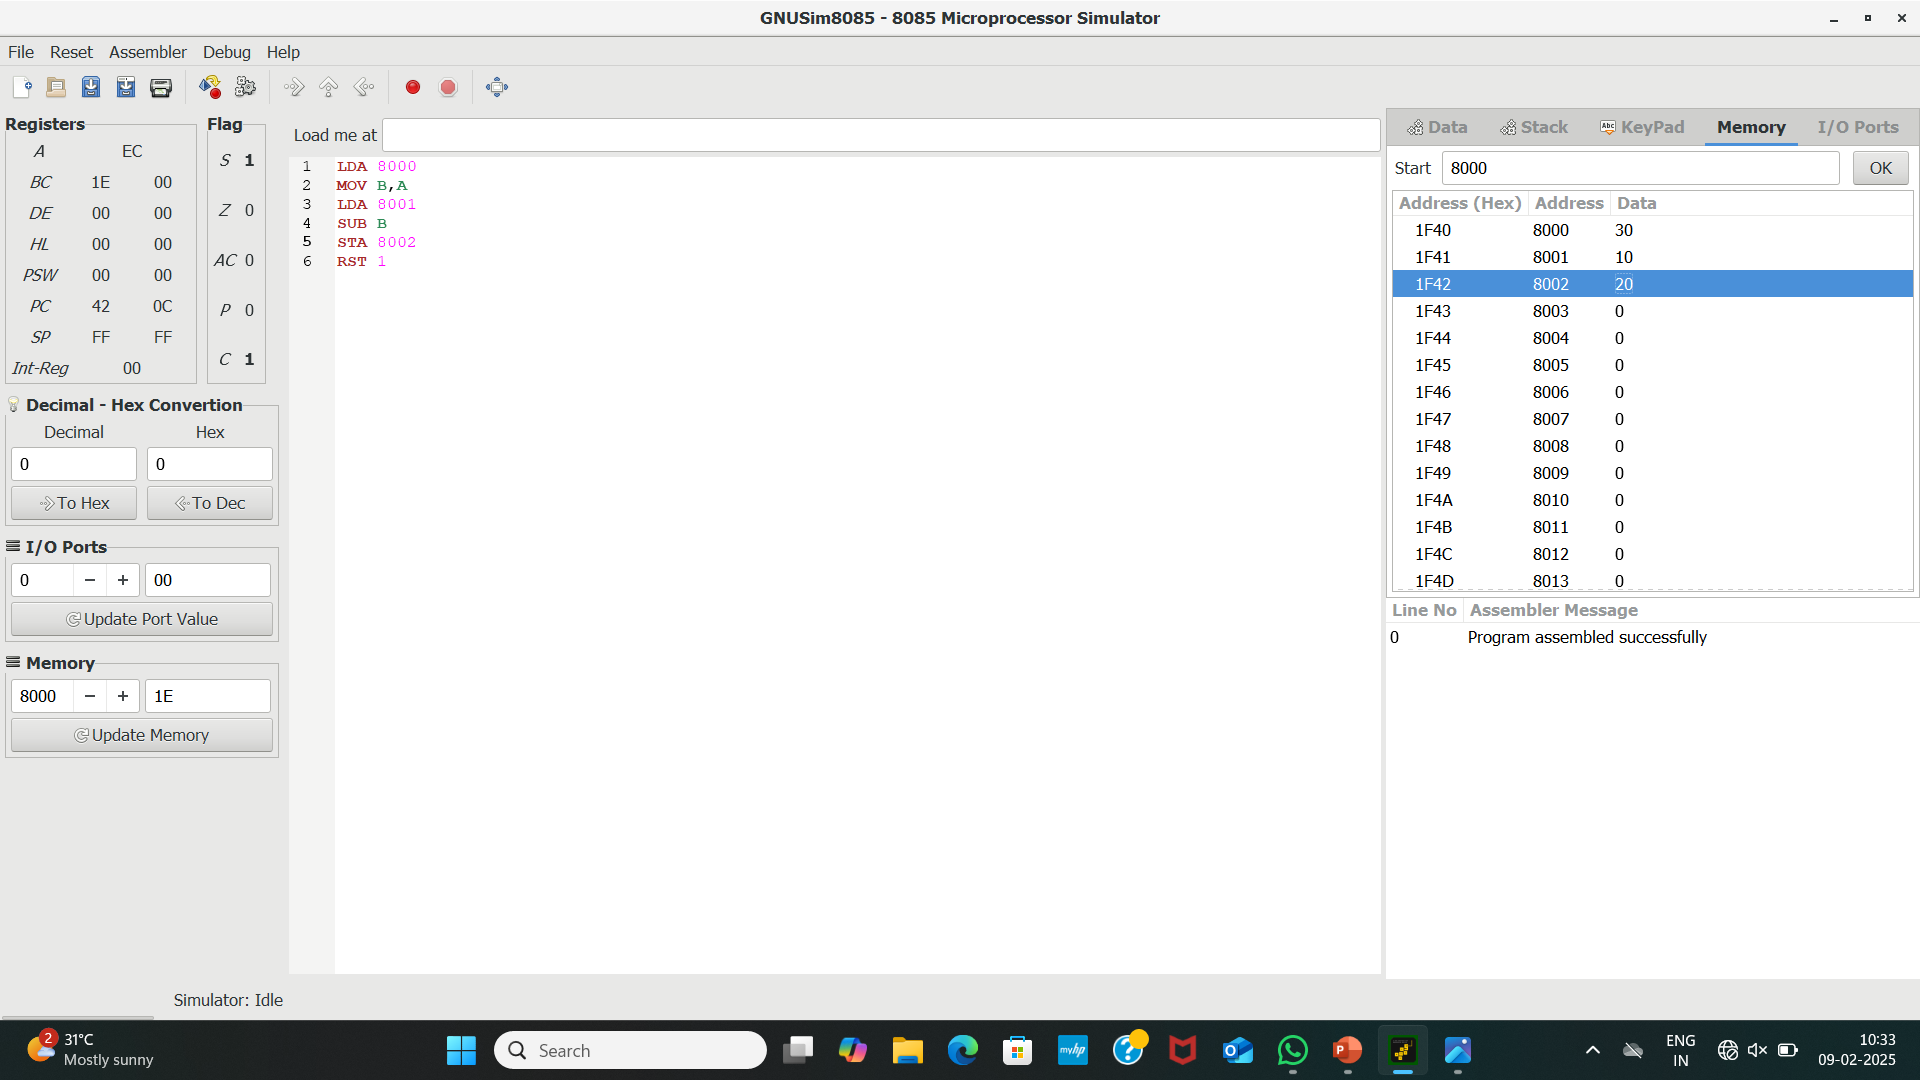 GNUSim8085 - 8085 Microprocessor Simulator
File Reset Assembler Debug Help
Registers
A EC
BC 1E 00
DE 00 00
HL 00 00
PSW 00 00
PC 42 0C
SP FF FF
Int-Reg 00
Flag
S 1
Z 0
AC 0
P 0
C 1
Decimal - Hex Convertion
Decimal Hex
0 0
To Hex To Dec
I/O Ports
0 − + 00
Update Port Value
Memory
8000 − + 1E
Update Memory
Load me at
1 LDA 8000
2 MOV B,A
3 LDA 8001
4 SUB B
5 STA 8002
6 RST 1
Data Stack Abc KeyPad Memory I/O Ports
Start 8000 OK
Address (Hex) Address Data
1F40 8000 30
1F41 8001 10
1F42 8002 20
1F43 8003 0
1F44 8004 0
1F45 8005 0
1F46 8006 0
1F47 8007 0
1F48 8008 0
1F49 8009 0
1F4A 8010 0
1F4B 8011 0
1F4C 8012 0
1F4D 8013 0
Line No Assembler Message
0 Program assembled successfully
Simulator: Idle
2 31°C
Mostly sunny
Search
myhp
ENG
IN
10:33
09-02-2025